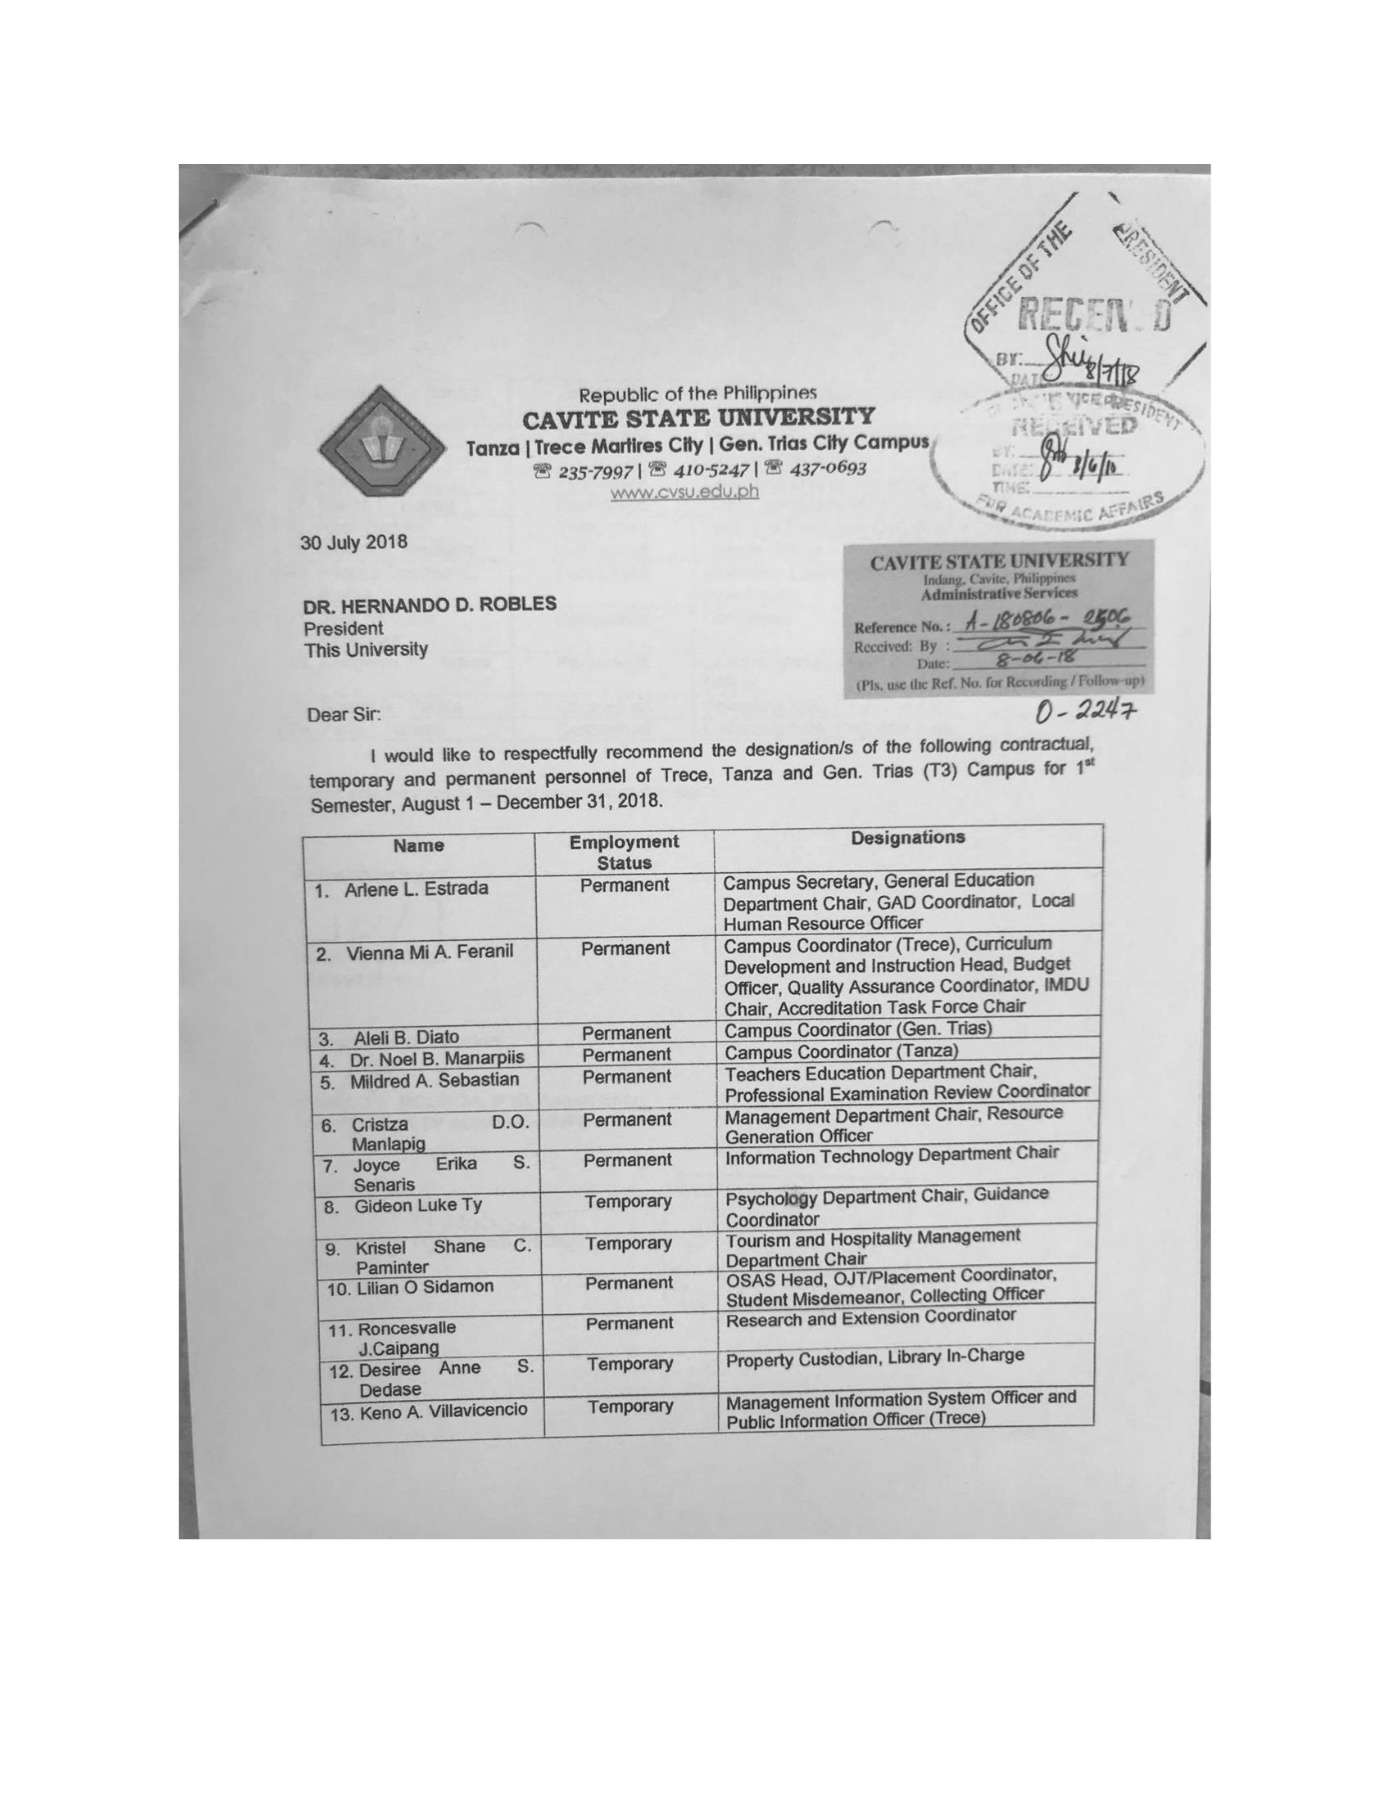 OFFICE OF THE PRESIDENT
RECEIVED
BY: 8/7/18
DATE
VICE PRESIDENT
RECEIVED
BY:
DATE: 8/6/18
TIME:
FOR ACADEMIC AFFAIRS
Republic of the Philippines
CAVITE STATE UNIVERSITY
Tanza | Trece Martires City | Gen. Trias City Campus
☏ 235-7997 | ☏ 410-5247 | ☏ 437-0693
www.cvsu.edu.ph
30 July 2018
CAVITE STATE UNIVERSITY
Indang, Cavite, Philippines
Administrative Services
Reference No.: A-180806-2506
Received: By :
Date: 8-06-18
(Pls. use the Ref. No. for Recording / Follow-up)
0-2247
DR. HERNANDO D. ROBLES
President
This University
Dear Sir:
I would like to respectfully recommend the designation/s of the following contractual,
temporary and permanent personnel of Trece, Tanza and Gen. Trias (T3) Campus for 1st
Semester, August 1 – December 31, 2018.
Name Employment Designations
Status
1. Arlene L. Estrada Permanent Campus Secretary, General Education
Department Chair, GAD Coordinator, Local
Human Resource Officer
2. Vienna Mi A. Feranil Permanent Campus Coordinator (Trece), Curriculum
Development and Instruction Head, Budget
Officer, Quality Assurance Coordinator, IMDU
Chair, Accreditation Task Force Chair
3. Aleli B. Diato Permanent Campus Coordinator (Gen. Trias)
4. Dr. Noel B. Manarpiis Permanent Campus Coordinator (Tanza)
5. Mildred A. Sebastian Permanent Teachers Education Department Chair,
Professional Examination Review Coordinator
6. Cristza D.O. Permanent Management Department Chair, Resource
Manlapig Generation Officer
7. Joyce Erika S. Permanent Information Technology Department Chair
Senaris
8. Gideon Luke Ty Temporary Psychology Department Chair, Guidance
Coordinator
9. Kristel Shane C. Temporary Tourism and Hospitality Management
Paminter Department Chair
10. Lilian O Sidamon Permanent OSAS Head, OJT/Placement Coordinator,
Student Misdemeanor, Collecting Officer
11. Roncesvalle Permanent Research and Extension Coordinator
J.Caipang
12. Desiree Anne S. Temporary Property Custodian, Library In-Charge
Dedase
13. Keno A. Villavicencio Temporary Management Information System Officer and
Public Information Officer (Trece)